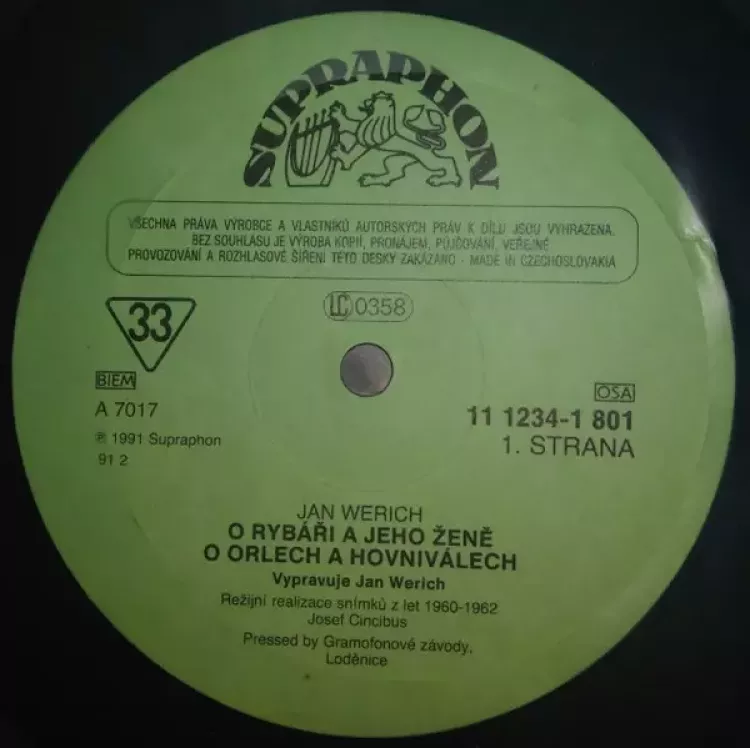 SUPRAPHON
VŠECHNA PRÁVA VÝROBCE A VLASTNÍKŮ AUTORSKÝCH PRÁV K DÍLU JSOU VYHRAZENA.
BEZ SOUHLASU JE VÝROBA KOPIÍ, PRONÁJEM, PŮJČOVÁNÍ, VEŘEJNÉ
PROVOZOVÁNÍ A ROZHLASOVÉ ŠÍŘENÍ TÉTO DESKY ZAKÁZÁNO · MADE IN CZECHOSLOVAKIA
33
LC 0358
BIEM
OSA
A 7017
11 1234-1 801
℗ 1991 Supraphon
1. STRANA
91 2
JAN WERICH
O RYBÁŘI A JEHO ŽENĚ
O ORLECH A HOVNIVÁLECH
Vypravuje Jan Werich
Režijní realizace snímků z let 1960-1962
Josef Cincibus
Pressed by Gramofonové závody,
Loděnice